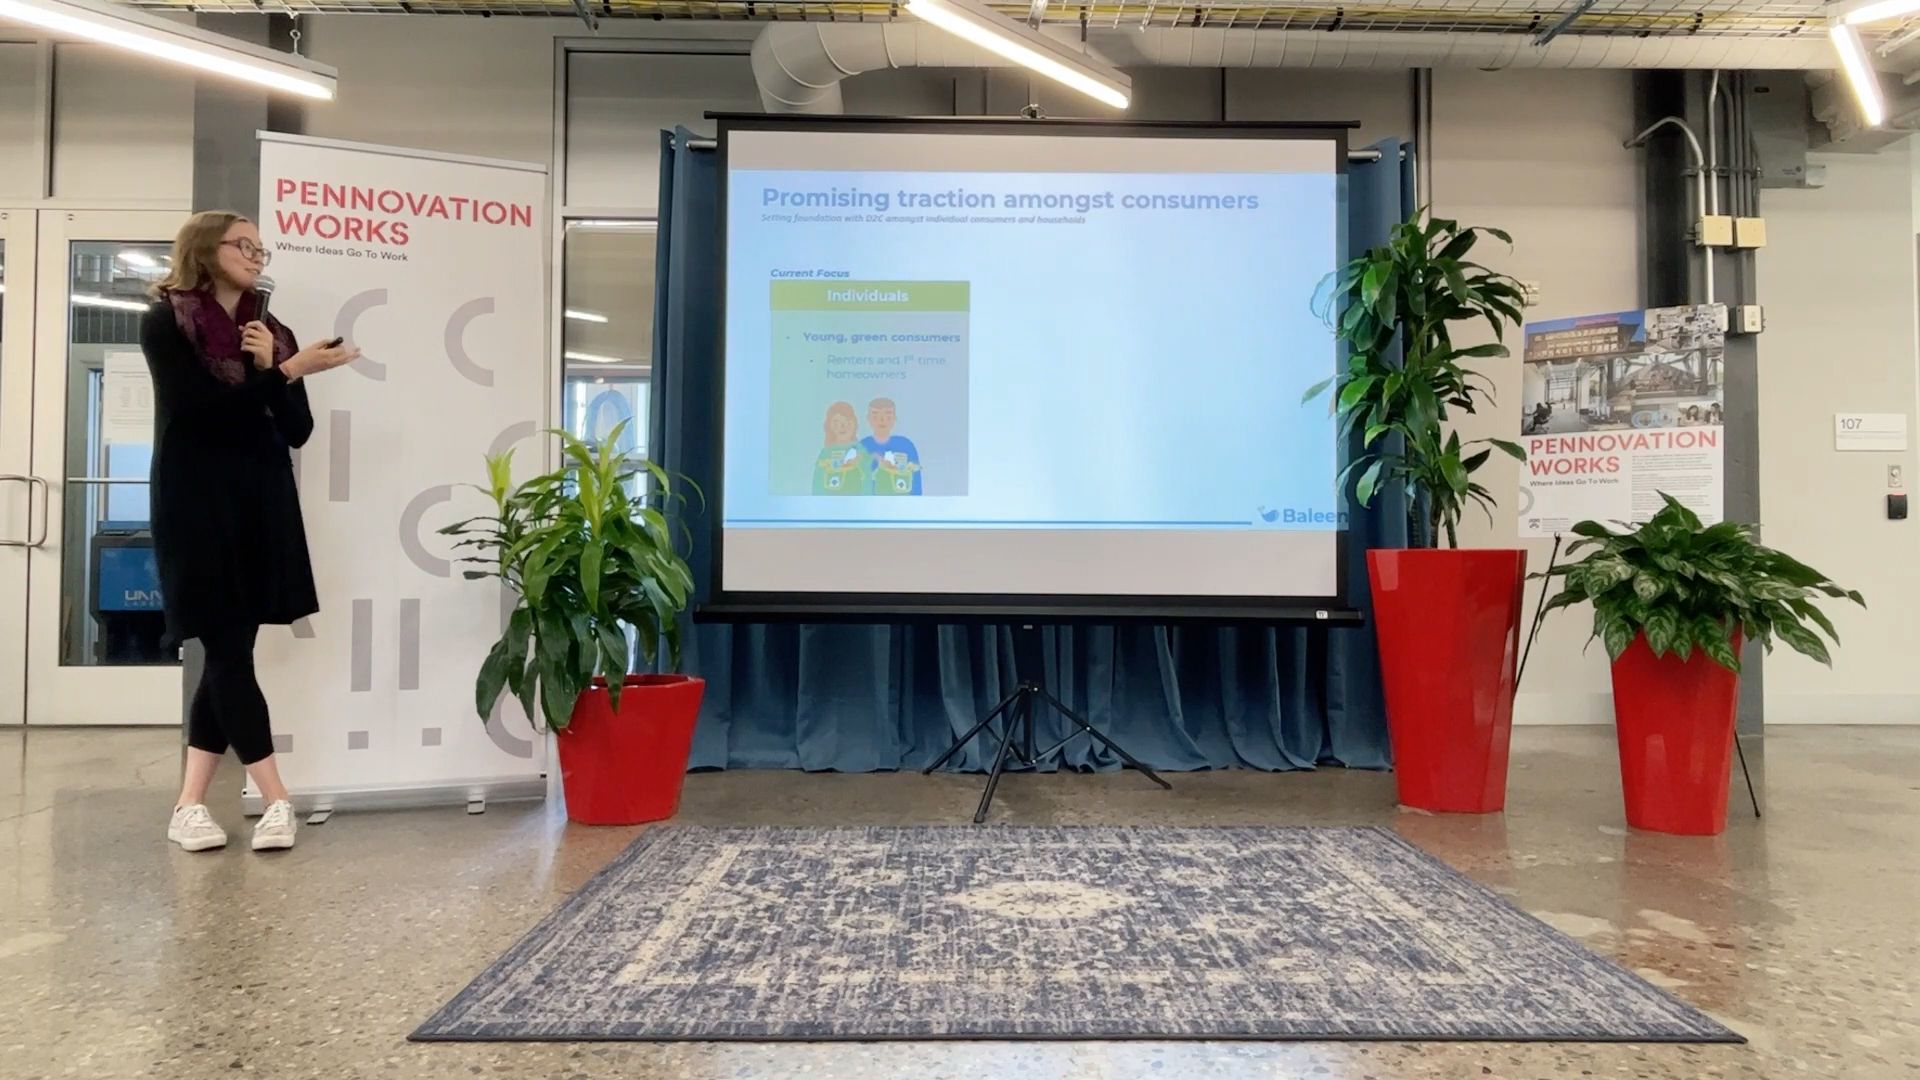 PENNOVATION
WORKS
Where Ideas Go To Work
Promising traction amongst consumers
Setting foundation with D2C amongst individual consumers and households
Current Focus
Individuals
Young, green consumers
Renters and 1st time
homeowners
Baleen
PENNOVATION
WORKS
Where Ideas Go To Work
107